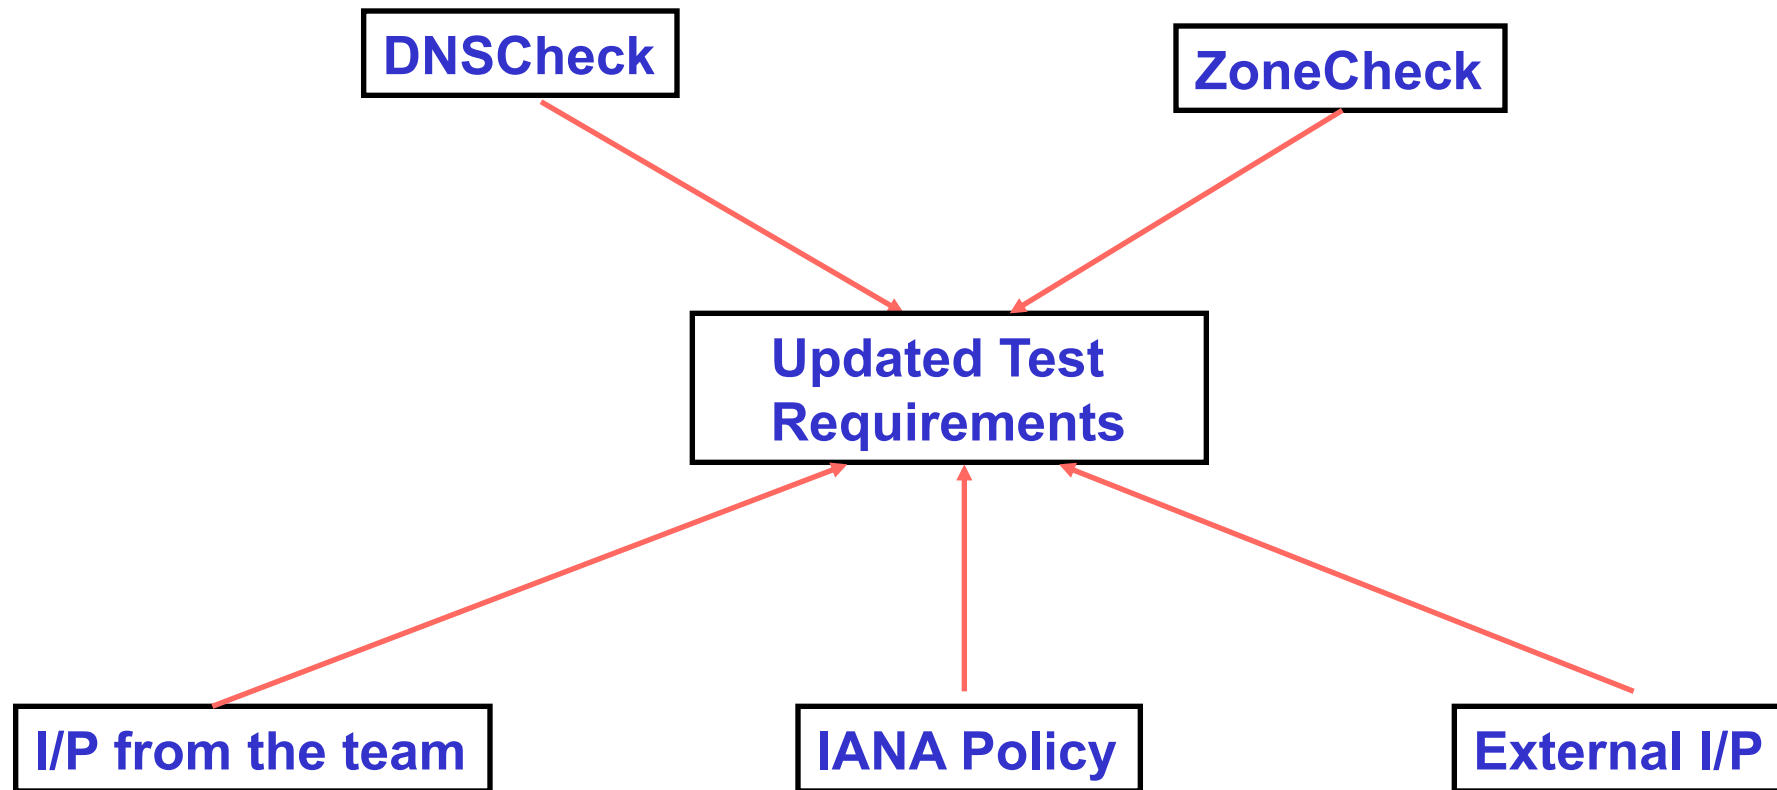 DNSCheck
ZoneCheck
Updated Test
Requirements
I/P from the team
IANA Policy
External I/P